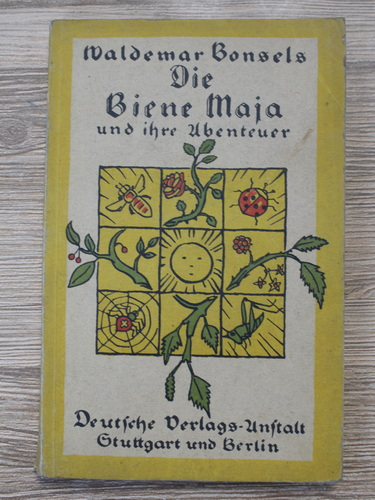 Waldemar Bonsels
Die
Biene Maja
und ihre Abenteuer
Deutsche Verlags-Anstalt
Stuttgart und Berlin